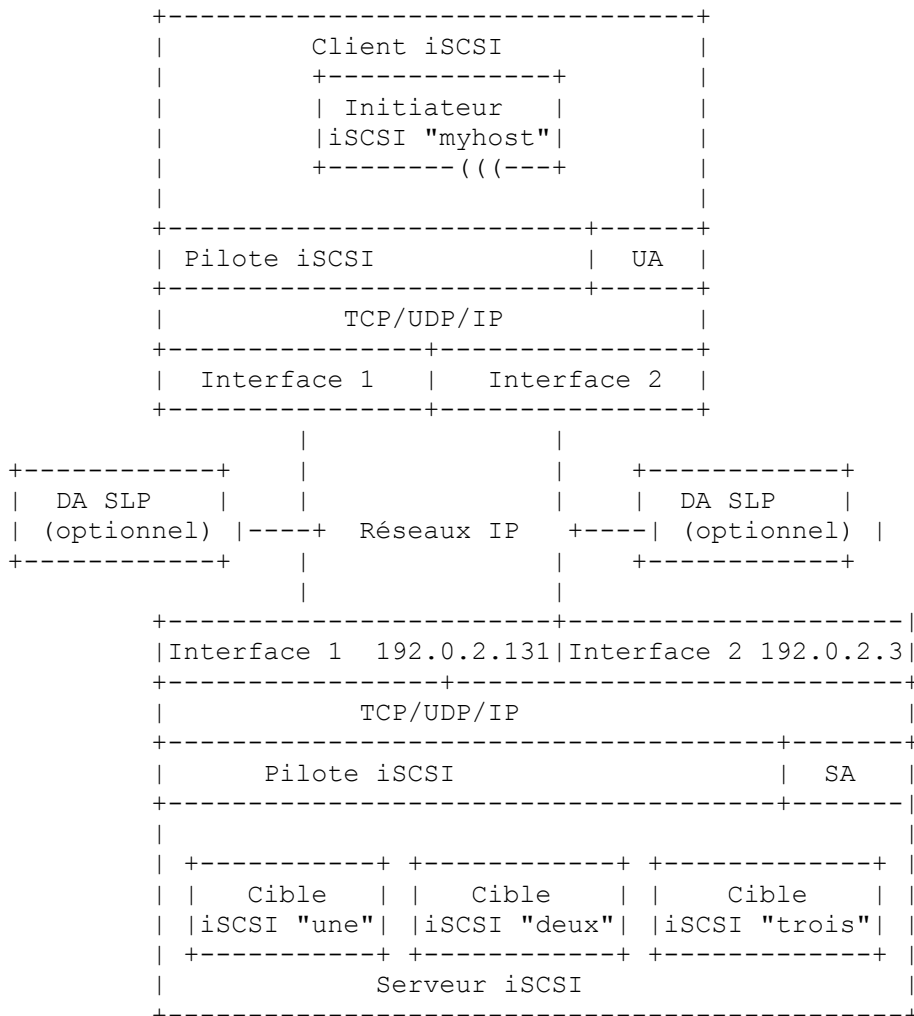 Client iSCSI
Initiateur
iSCSI "myhost"
Pilote iSCSI UA
TCP/UDP/IP
Interface 1 Interface 2
DA SLP DA SLP
(optionnel) Réseaux IP (optionnel)
Interface 1 192.0.2.131 Interface 2 192.0.2.3
TCP/UDP/IP
Pilote iSCSI SA
Cible Cible Cible
iSCSI "une" iSCSI "deux" iSCSI "trois"
Serveur iSCSI